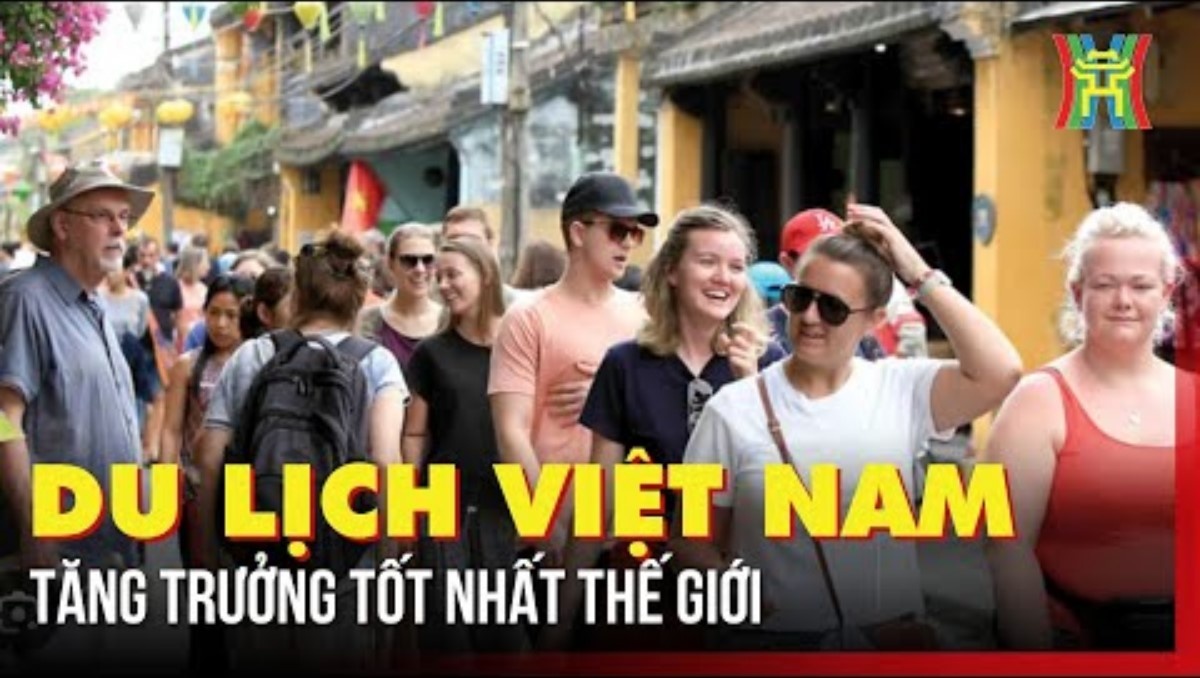 DU LỊCH VIỆT NAM
TĂNG TRƯỞNG TỐT NHẤT THẾ GIỚI